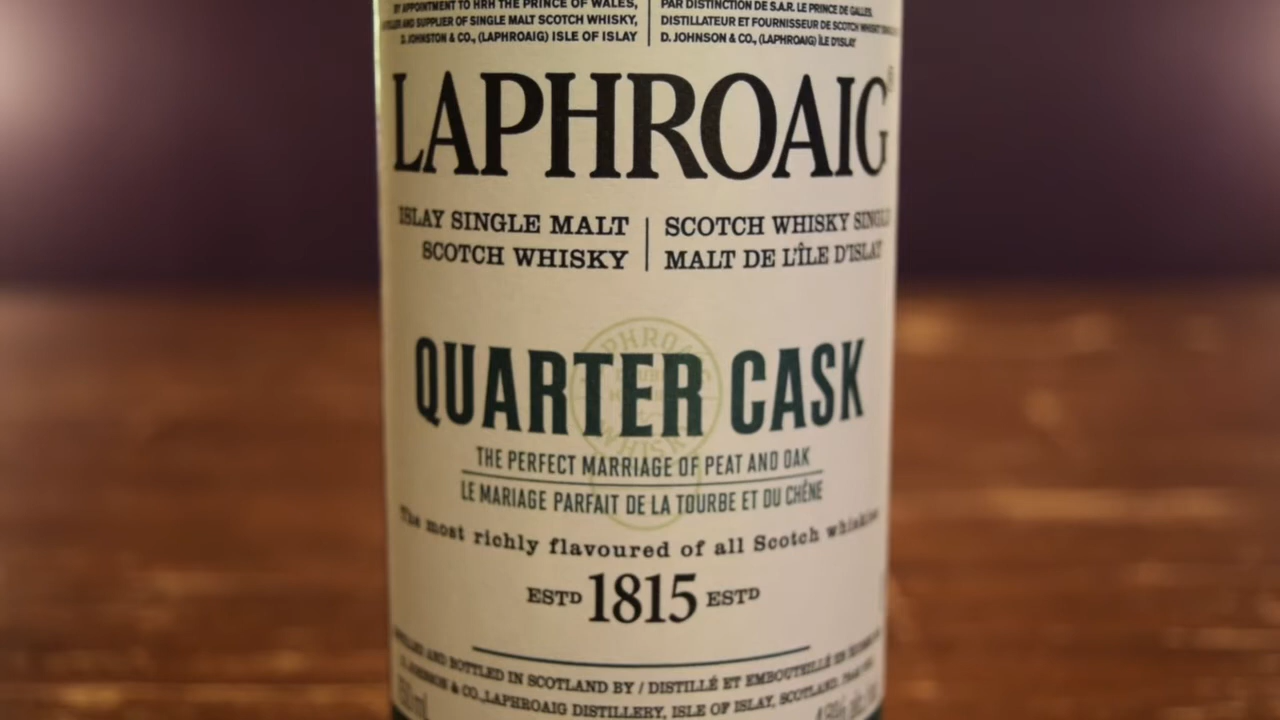 BY APPOINTMENT TO HRH THE PRINCE OF WALES,
AND SUPPLIER OF SINGLE MALT SCOTCH WHISKY,
D. JOHNSTON & CO., (LAPHROAIG) ISLE OF ISLAY
PAR DISTINCTION DE S.A.R. LE PRINCE DE GALLES.
DISTILLATEUR ET FOURNISSEUR DE SCOTCH WHISKY
D. JOHNSON & CO., (LAPHROAIG) ÎLE D'ISLAY
LAPHROAIG
ISLAY SINGLE MALT
SCOTCH WHISKY
SCOTCH WHISKY SINGLE
MALT DE L'ÎLE D'ISLAY
QUARTER CASK
THE PERFECT MARRIAGE OF PEAT AND OAK
LE MARIAGE PARFAIT DE LA TOURBE ET DU CHÊNE
The most richly flavoured of all Scotch whiskies
ESTD 1815 ESTD
DISTILLED AND BOTTLED IN SCOTLAND BY / DISTILLÉ ET EMBOUTEILLÉ EN
D. JOHNSON & CO., LAPHROAIG DISTILLERY, ISLE OF ISLAY, SCOTLAND,